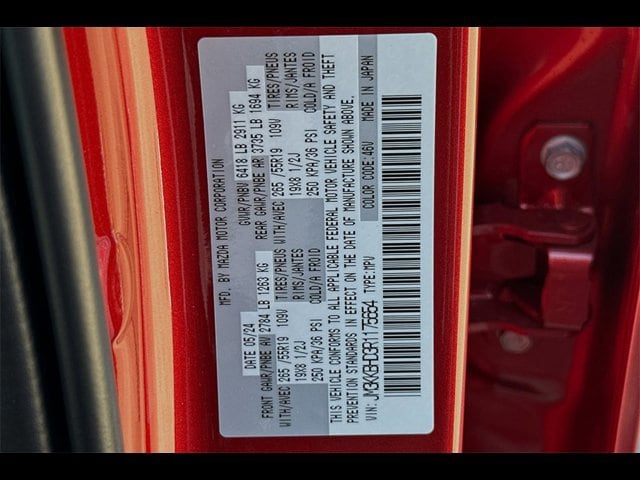 MFD. BY MAZDA MOTOR CORPORATION
DATE 05/24 GVWR/PNBV 6418 LB 2911 KG
FRONT GAWR/PNBE AV 2784 LB 1263 KG REAR GAWR/PNBE AR 3735 LB 1694 KG
WITH/AVEC 265 /55R19 109V TIRES/PNEUS WITH/AVEC 265 /55R19 109V TIRES/PNEUS
19X8 1/2J RIMS/JANTES 19X8 1/2J RIMS/JANTES
250 KPA/36 PSI COLD/A FROID 250 KPA/36 PSI COLD/A FROID
THIS VEHICLE CONFORMS TO ALL APPLICABLE FEDERAL MOTOR VEHICLE SAFETY AND THEFT
PREVENTION STANDARDS IN EFFECT ON THE DATE OF MANUFACTURE SHOWN ABOVE.
VIN: TYPE: MPV COLOR CODE: 46V MADE IN JAPAN